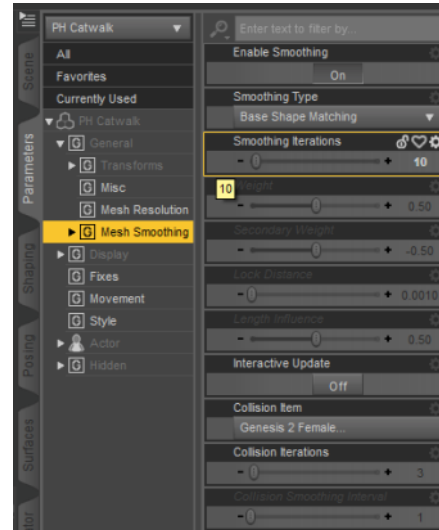 PH Catwalk
Enter text to filter by...
All
Favorites
Currently Used
PH Catwalk
G General
G Transforms
G Misc
G Mesh Resolution
G Mesh Smoothing
G Display
G Fixes
G Movement
G Style
Actor
G Hidden
Scene
Parameters
Shaping
Posing
Surfaces
Enable Smoothing
On
Smoothing Type
Base Shape Matching
Smoothing Iterations
- + 10
10
Weight
- + 0.50
Secondary Weight
- + -0.50
Lock Distance
- + 0.0010
Length Influence
- + 0.50
Interactive Update
Off
Collision Item
Genesis 2 Female...
Collision Iterations
- + 3
Collision Smoothing Interval
- + 1